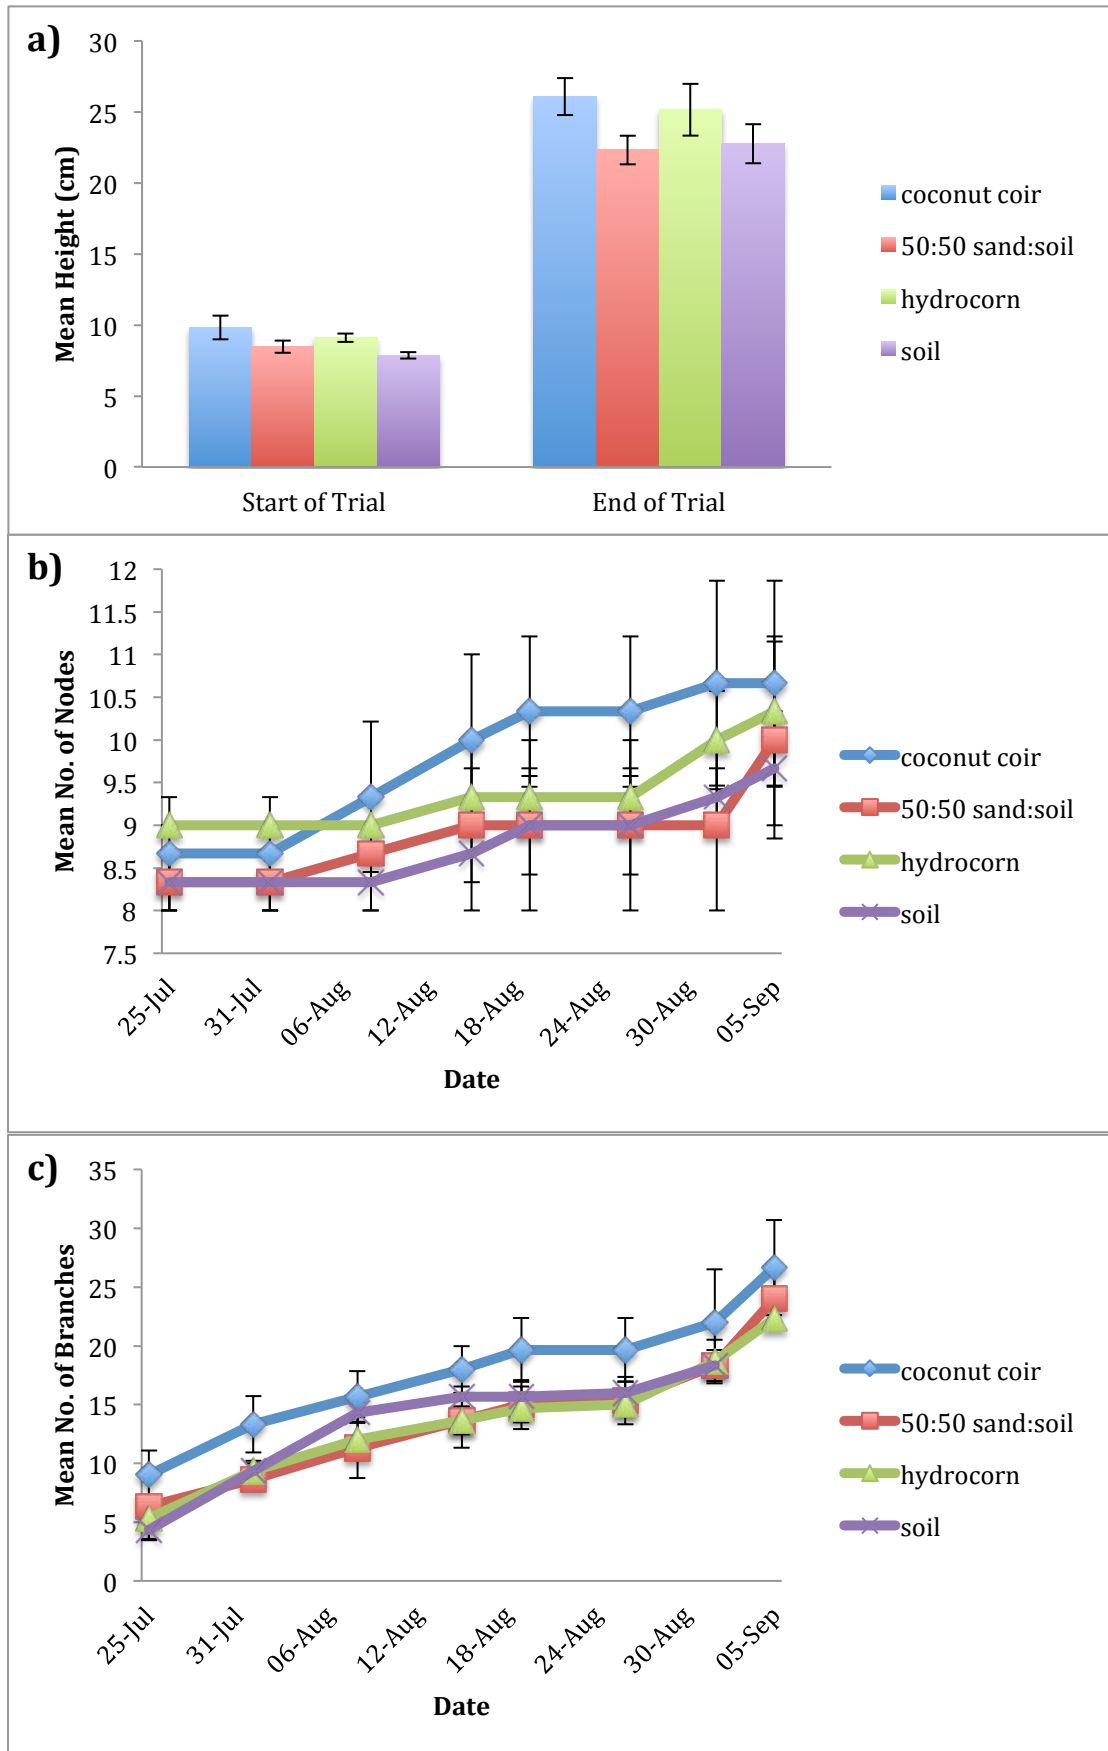 a)
Mean Height (cm)
30
25
20
15
10
5
0
Start of Trial
End of Trial
coconut coir
50:50 sand:soil
hydrocorn
soil
b)
Mean No. of Nodes
12
11.5
11
10.5
10
9.5
9
8.5
8
7.5
25-Jul
31-Jul
06-Aug
12-Aug
18-Aug
24-Aug
30-Aug
05-Sep
Date
coconut coir
50:50 sand:soil
hydrocorn
soil
c)
Mean No. of Branches
35
30
25
20
15
10
5
0
25-Jul
31-Jul
06-Aug
12-Aug
18-Aug
24-Aug
30-Aug
05-Sep
Date
coconut coir
50:50 sand:soil
hydrocorn
soil